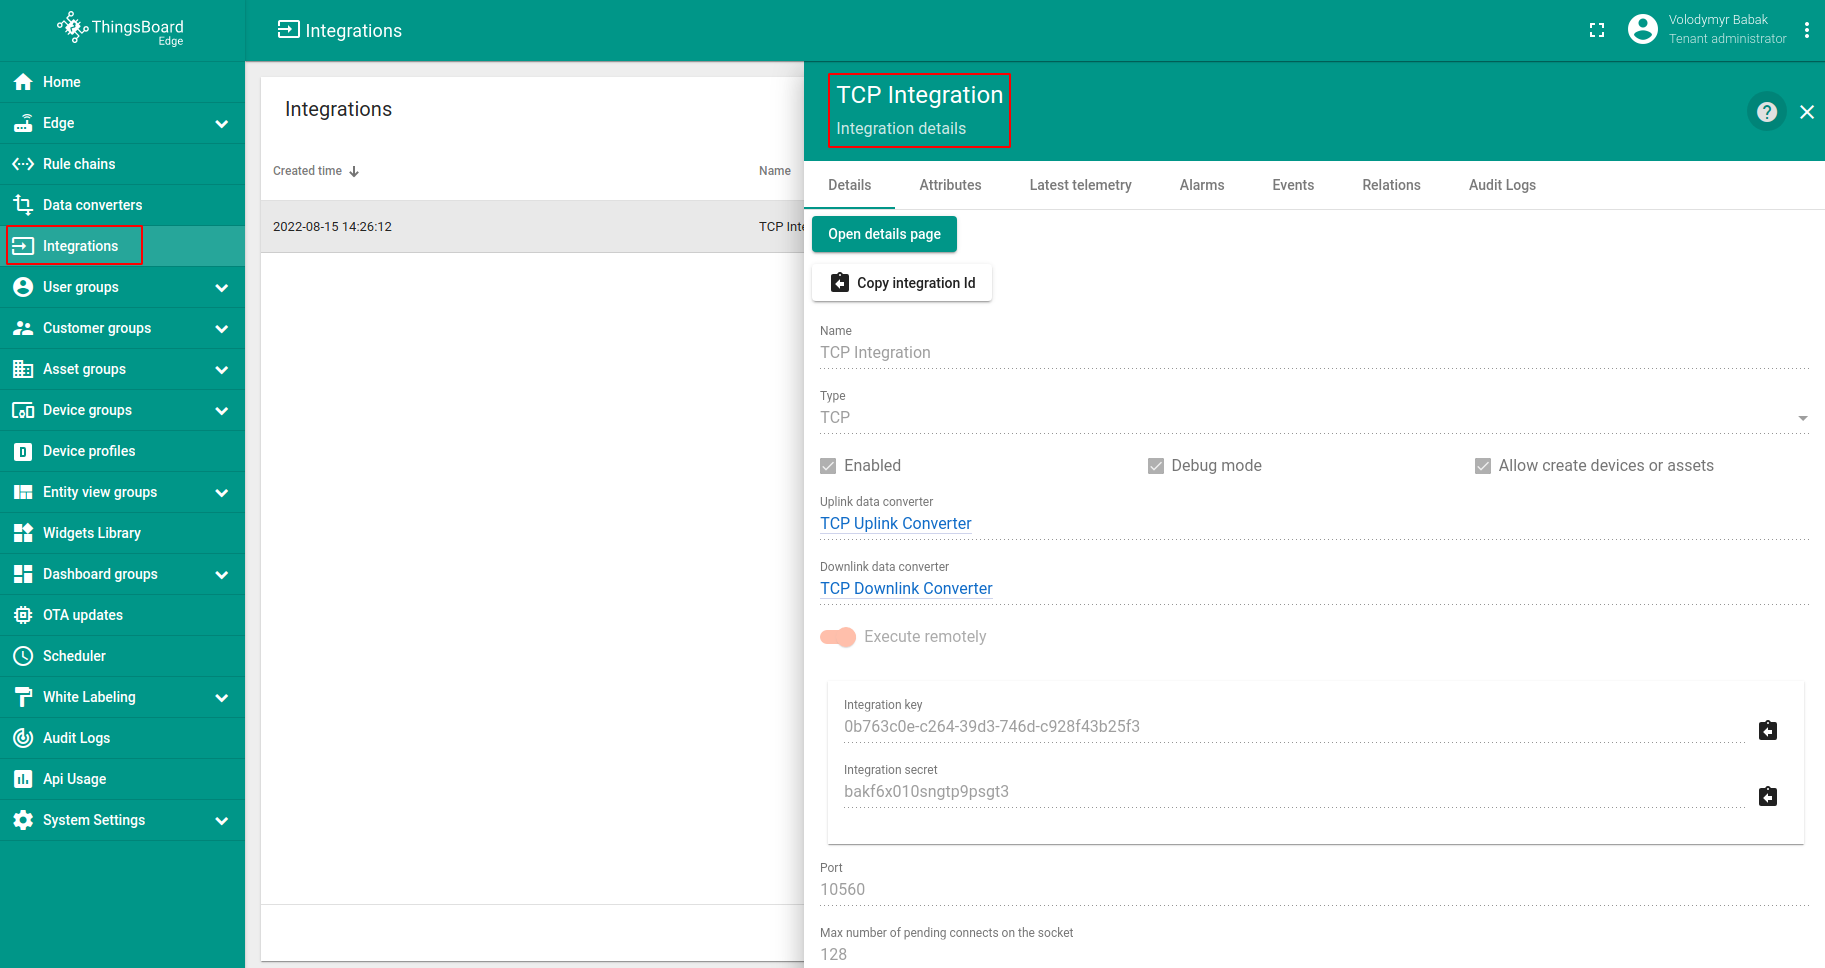 ThingsBoard
Edge
Integrations
Volodymyr Babak
Tenant administrator
Home
Edge
Rule chains
Data converters
Integrations
User groups
Customer groups
Asset groups
Device groups
Device profiles
Entity view groups
Widgets Library
Dashboard groups
OTA updates
Scheduler
White Labeling
Audit Logs
Api Usage
System Settings
Integrations
Created time
Name
2022-08-15 14:26:12
TCP Inte
TCP Integration
Integration details
Details
Attributes
Latest telemetry
Alarms
Events
Relations
Audit Logs
Open details page
Copy integration Id
Name
TCP Integration
Type
TCP
Enabled
Debug mode
Allow create devices or assets
Uplink data converter
TCP Uplink Converter
Downlink data converter
TCP Downlink Converter
Execute remotely
Integration key
0b763c0e-c264-39d3-746d-c928f43b25f3
Integration secret
bakf6x010sngtp9psgt3
Port
10560
Max number of pending connects on the socket
128